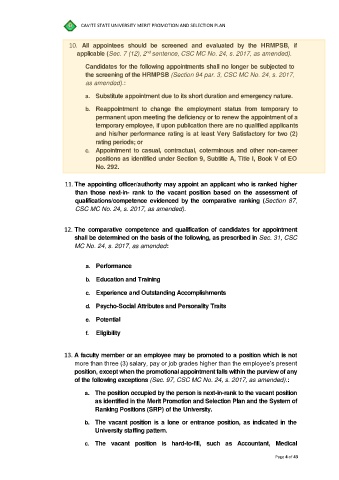 CAVITE STATE UNIVERSITY MERIT PROMOTION AND SELECTION PLAN
10. All appointees should be screened and evaluated by the HRMPSB, if
applicable (Sec. 7 (12), 2nd sentence, CSC MC No. 24, s. 2017, as amended).
Candidates for the following appointments shall no longer be subjected to
the screening of the HRMPSB (Section 94 par. 3, CSC MC No. 24, s. 2017,
as amended).:
a. Substitute appointment due to its short duration and emergency nature.
b. Reappointment to change the employment status from temporary to
permanent upon meeting the deficiency or to renew the appointment of a
temporary employee, if upon publication there are no qualified applicants
and his/her performance rating is at least Very Satisfactory for two (2)
rating periods; or
c. Appointment to casual, contractual, coterminous and other non-career
positions as identified under Section 9, Subtitle A, Title I, Book V of EO
No. 292.
11. The appointing officer/authority may appoint an applicant who is ranked higher
than those next-in- rank to the vacant position based on the assessment of
qualifications/competence evidenced by the comparative ranking (Section 87,
CSC MC No. 24, s. 2017, as amended).
12. The comparative competence and qualification of candidates for appointment
shall be determined on the basis of the following, as prescribed in Sec. 31, CSC
MC No. 24, s. 2017, as amended:
a. Performance
b. Education and Training
c. Experience and Outstanding Accomplishments
d. Psycho-Social Attributes and Personality Traits
e. Potential
f. Eligibility
13. A faculty member or an employee may be promoted to a position which is not
more than three (3) salary, pay or job grades higher than the employee's present
position, except when the promotional appointment falls within the purview of any
of the following exceptions (Sec. 97, CSC MC No. 24, s. 2017, as amended).:
a. The position occupied by the person is next-in-rank to the vacant position
as identified in the Merit Promotion and Selection Plan and the System of
Ranking Positions (SRP) of the University.
b. The vacant position is a lone or entrance position, as indicated in the
University staffing pattern.
c. The vacant position is hard-to-fill, such as Accountant, Medical